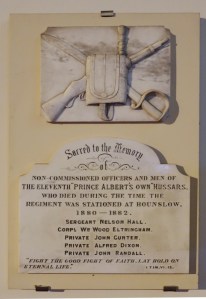 Sacred to the Memory
of
NON-COMMISSIONED OFFICERS AND MEN OF
THE ELEVENTH PRINCE ALBERT'S OWN HUSSARS,
WHO DIED DURING THE TIME THE
REGIMENT WAS STATIONED AT HOUNSLOW,
1880–1882.
SERGEANT NELSON HALL.
CORPL WM WOOD ELTRINGHAM.
PRIVATE JOHN CURTER.
PRIVATE ALFRED DIXON.
PRIVATE JOHN RANDALL.
"FIGHT THE GOOD FIGHT OF FAITH, LAY HOLD ON
ETERNAL LIFE."